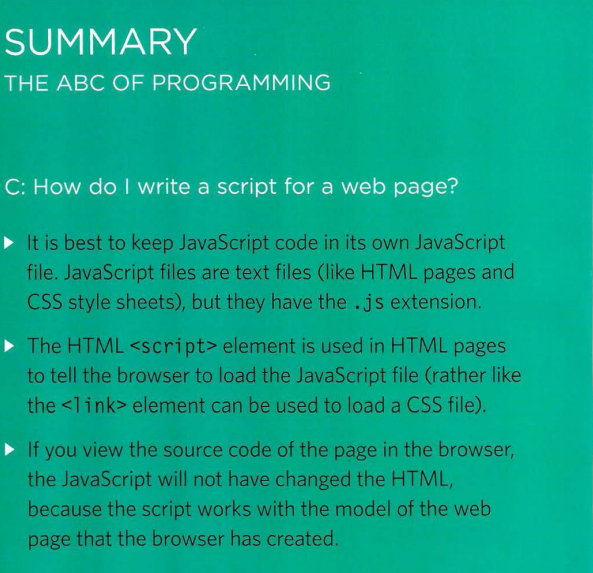 SUMMARY
THE ABC OF PROGRAMMING
C: How do I write a script for a web page?
▶ It is best to keep JavaScript code in its own JavaScript
file. JavaScript files are text files (like HTML pages and
CSS style sheets), but they have the .js extension.
▶ The HTML <script> element is used in HTML pages
to tell the browser to load the JavaScript file (rather like
the <link> element can be used to load a CSS file).
▶ If you view the source code of the page in the browser,
the JavaScript will not have changed the HTML,
because the script works with the model of the web
page that the browser has created.